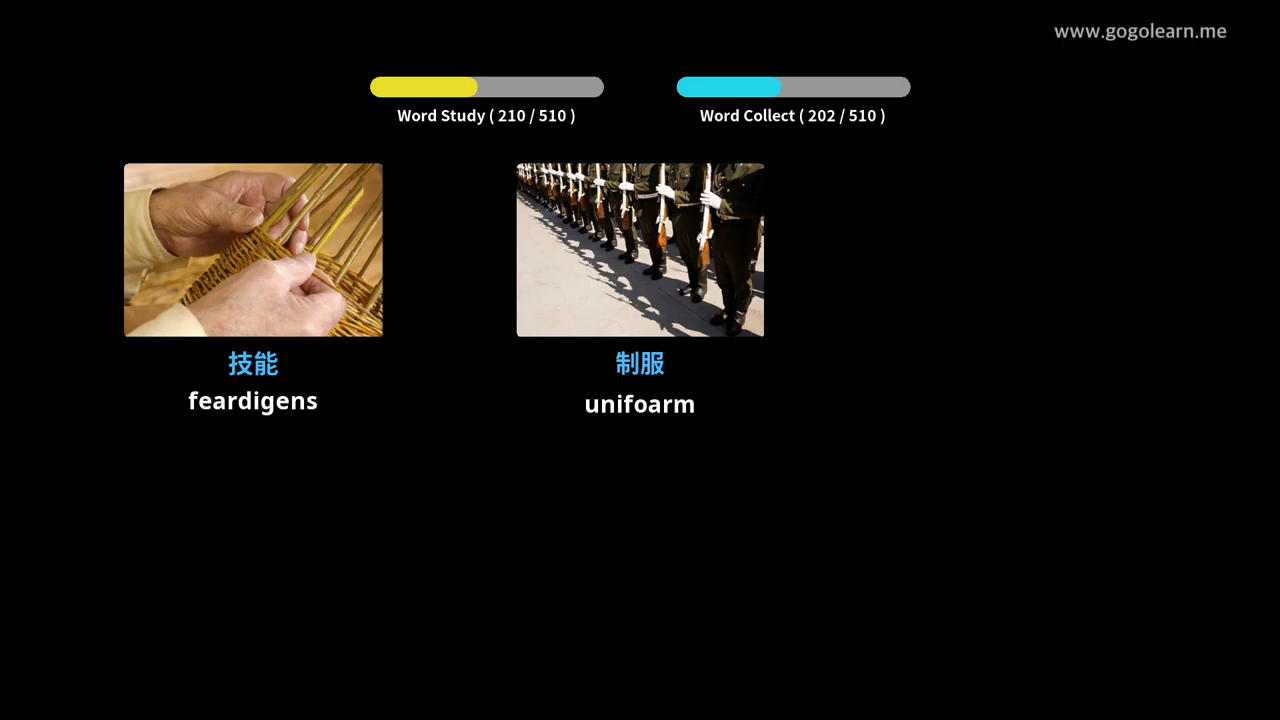 www.gogolearn.me
Word Study ( 210 / 510 )
Word Collect ( 202 / 510 )
技能
feardigens
制服
unifoarm